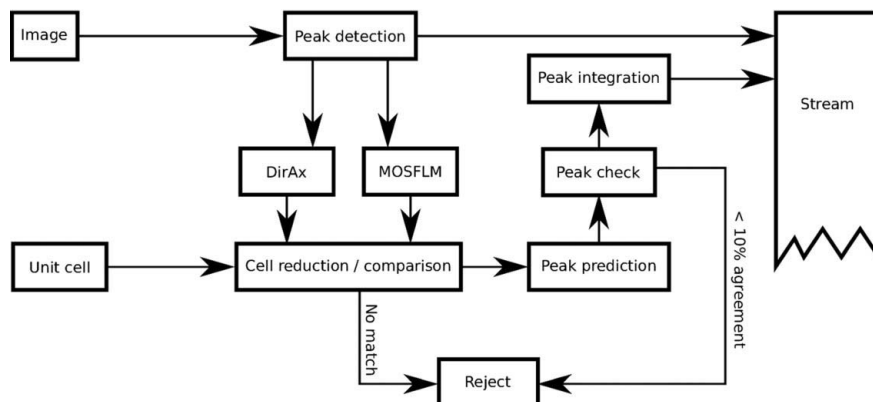 Image
Peak detection
Peak integration
Stream
DirAx
MOSFLM
Peak check
Unit cell
Cell reduction / comparison
Peak prediction
< 10% agreement
No match
Reject